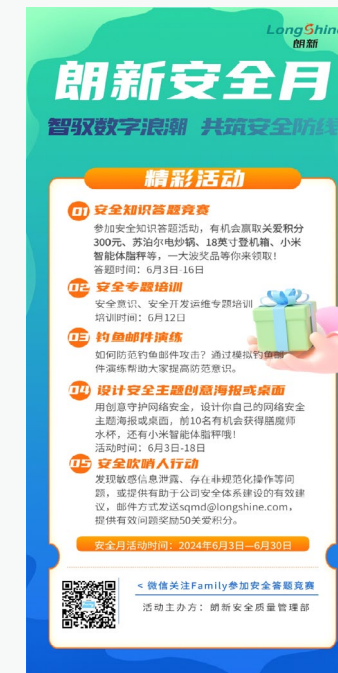 LongShine
朗新
朗新安全月
智驭数字浪潮 共筑安全防线
精彩活动
01 安全知识答题竞赛
参加安全知识答题活动，有机会赢取关爱积分
300元、苏泊尔电炒锅、18英寸登机箱、小米
智能体脂秤等，一大波奖品等你来领取！
答题时间：6月3日-16日
02 安全专题培训
安全意识、安全开发运维专题培训
培训时间：6月12日
03 钓鱼邮件演练
如何防范钓鱼邮件攻击？通过模拟钓鱼邮
件演练帮助大家提高防范意识。
04 设计安全主题创意海报或桌面
用创意守护网络安全，设计你自己的网络安全
主题海报或桌面，前10名有机会获得膳魔师
水杯，还有小米智能体脂秤哦！
活动时间：6月3日-18日
05 安全吹哨人行动
发现敏感信息泄露、存在非规范化操作等问
题，或提供有助于公司安全体系建设的有效建
议，邮件方式发送sqmd@longshine.com，
提供有效问题奖励50关爱积分。
安全月活动时间：2024年6月3日—6月30日
< 微信关注Family参加安全答题竞赛
活动主办方：朗新安全质量管理部